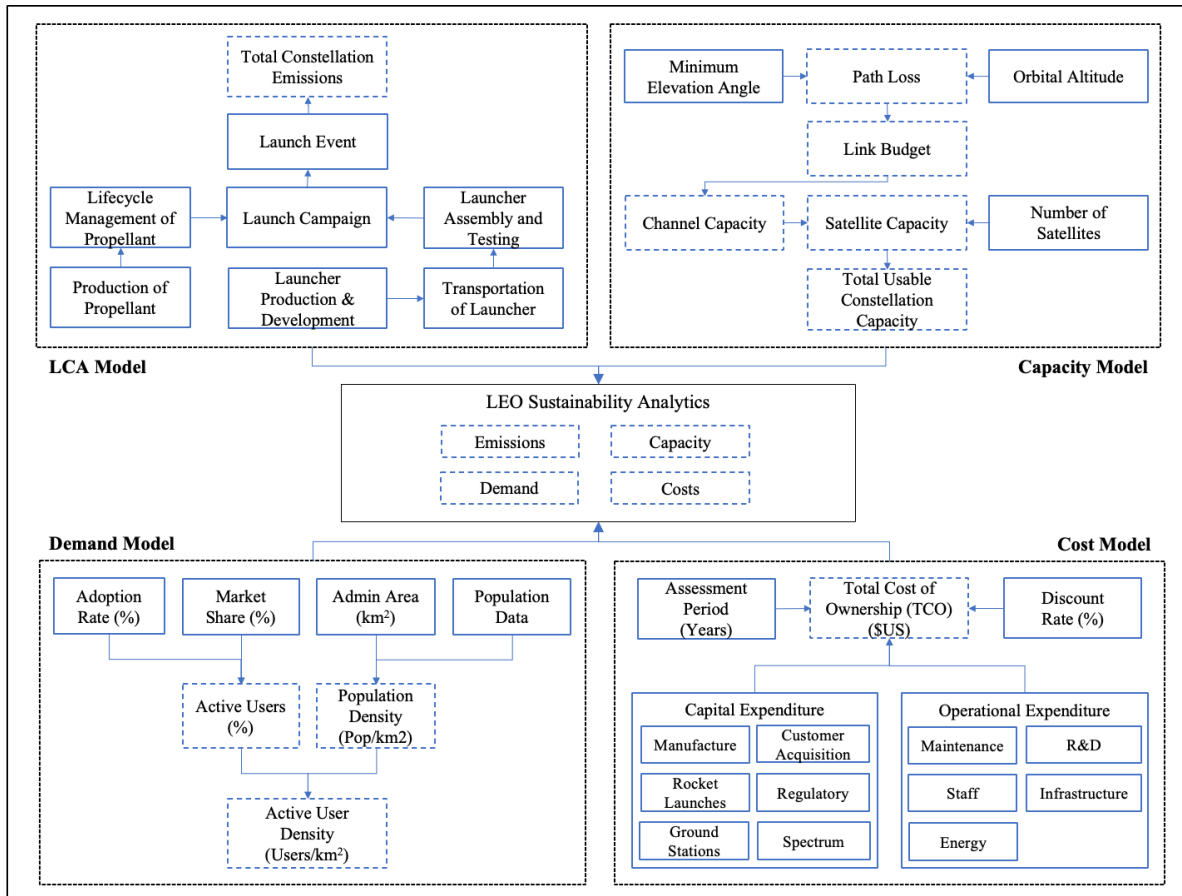 Total Constellation
Emissions
Launch Event
Lifecycle
Management of
Propellant
Launch Campaign
Launcher
Assembly and
Testing
Production of
Propellant
Launcher
Production &
Development
Transportation
of Launcher
LCA Model
Minimum
Elevation Angle
Path Loss
Orbital Altitude
Link Budget
Channel Capacity
Satellite Capacity
Number of
Satellites
Total Usable
Constellation
Capacity
Capacity Model
LEO Sustainability Analytics
Emissions
Capacity
Demand
Costs
Demand Model
Adoption
Rate (%)
Market
Share (%)
Admin Area
(km²)
Population
Data
Active Users
(%)
Population
Density
(Pop/km2)
Active User
Density
(Users/km²)
Cost Model
Assessment
Period
(Years)
Total Cost of
Ownership (TCO)
($US)
Discount
Rate (%)
Capital Expenditure
Manufacture
Customer
Acquisition
Rocket
Launches
Regulatory
Ground
Stations
Spectrum
Operational Expenditure
Maintenance
R&D
Staff
Infrastructure
Energy